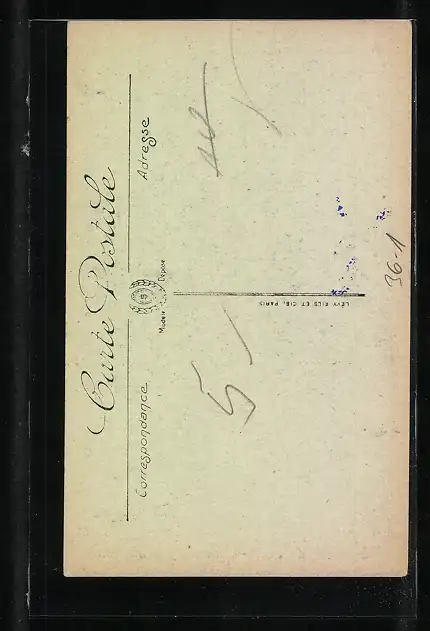 Carte Postale
Correspondance
Adresse
Modèle Déposé
LEVY FILS ET CIE, PARIS
5
36-1